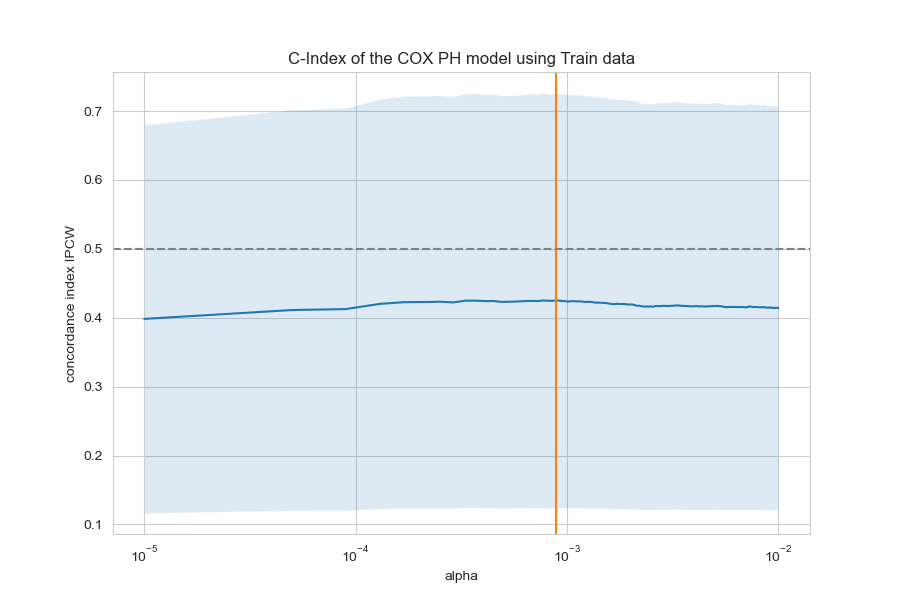 C-Index of the COX PH model using Train data
concordance index IPCW
0.7
0.6
0.5
0.4
0.3
0.2
0.1
10⁻⁵ 10⁻⁴ 10⁻³ 10⁻²
alpha